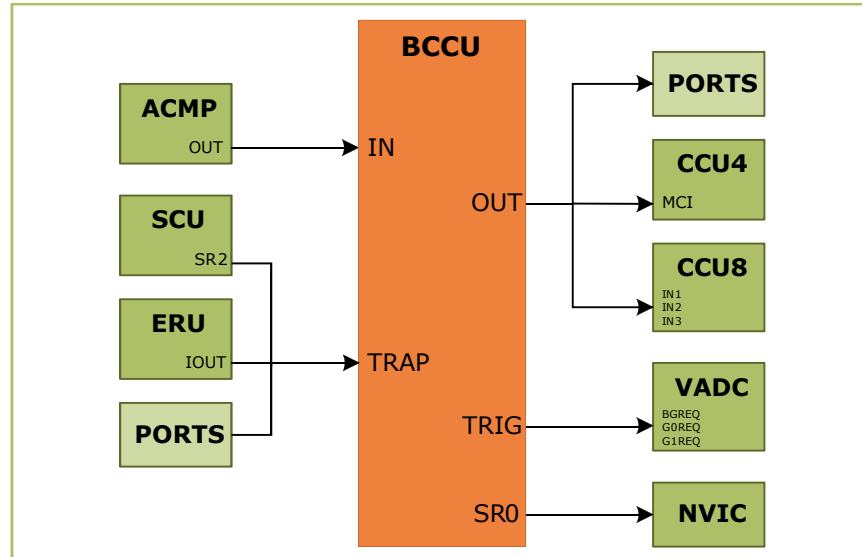 BCCU
ACMP
OUT
IN
SCU
SR2
ERU
IOUT
PORTS
TRAP
OUT
TRIG
SR0
PORTS
CCU4
MCI
CCU8
IN1
IN2
IN3
VADC
BGREQ
G0REQ
G1REQ
NVIC